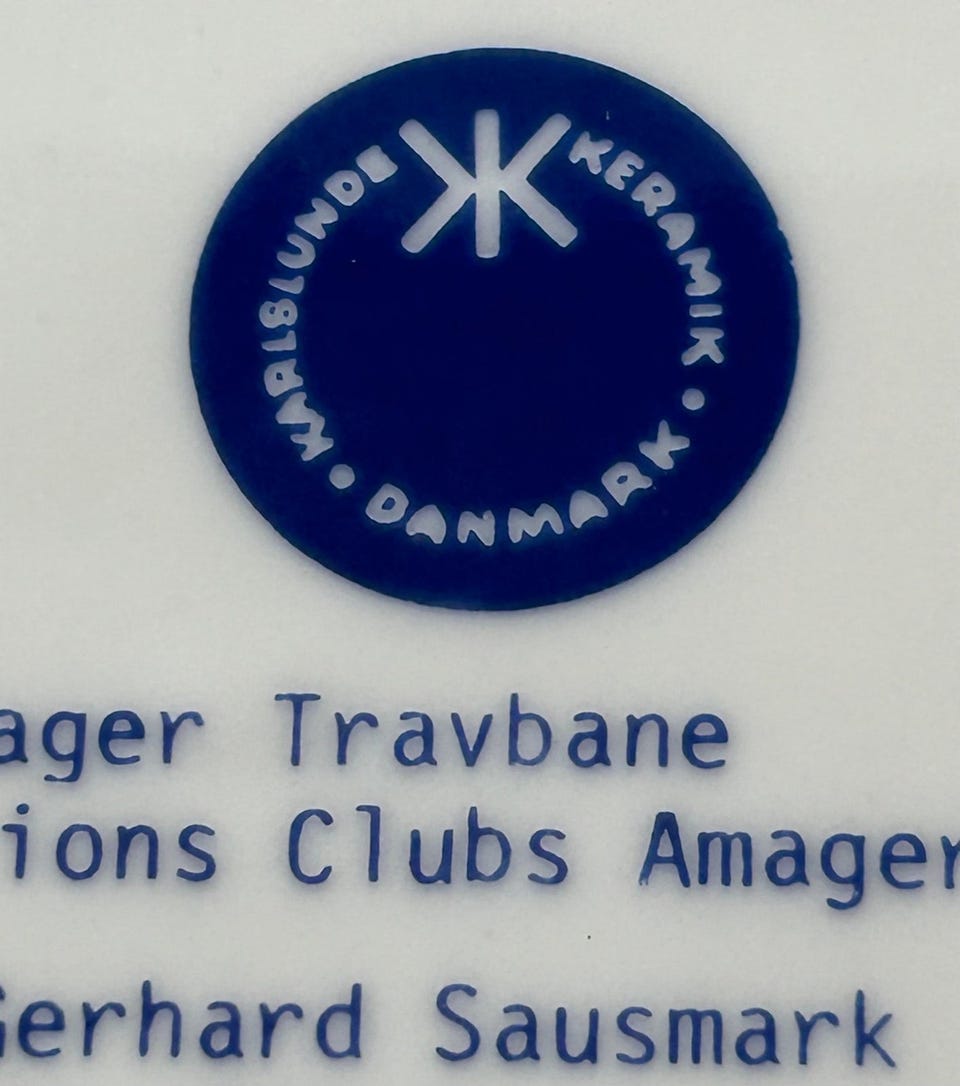 KARLSLUNDE KERAMIK • DANMARK •
ager Travbane
ions Clubs Amager
Gerhard Sausmark